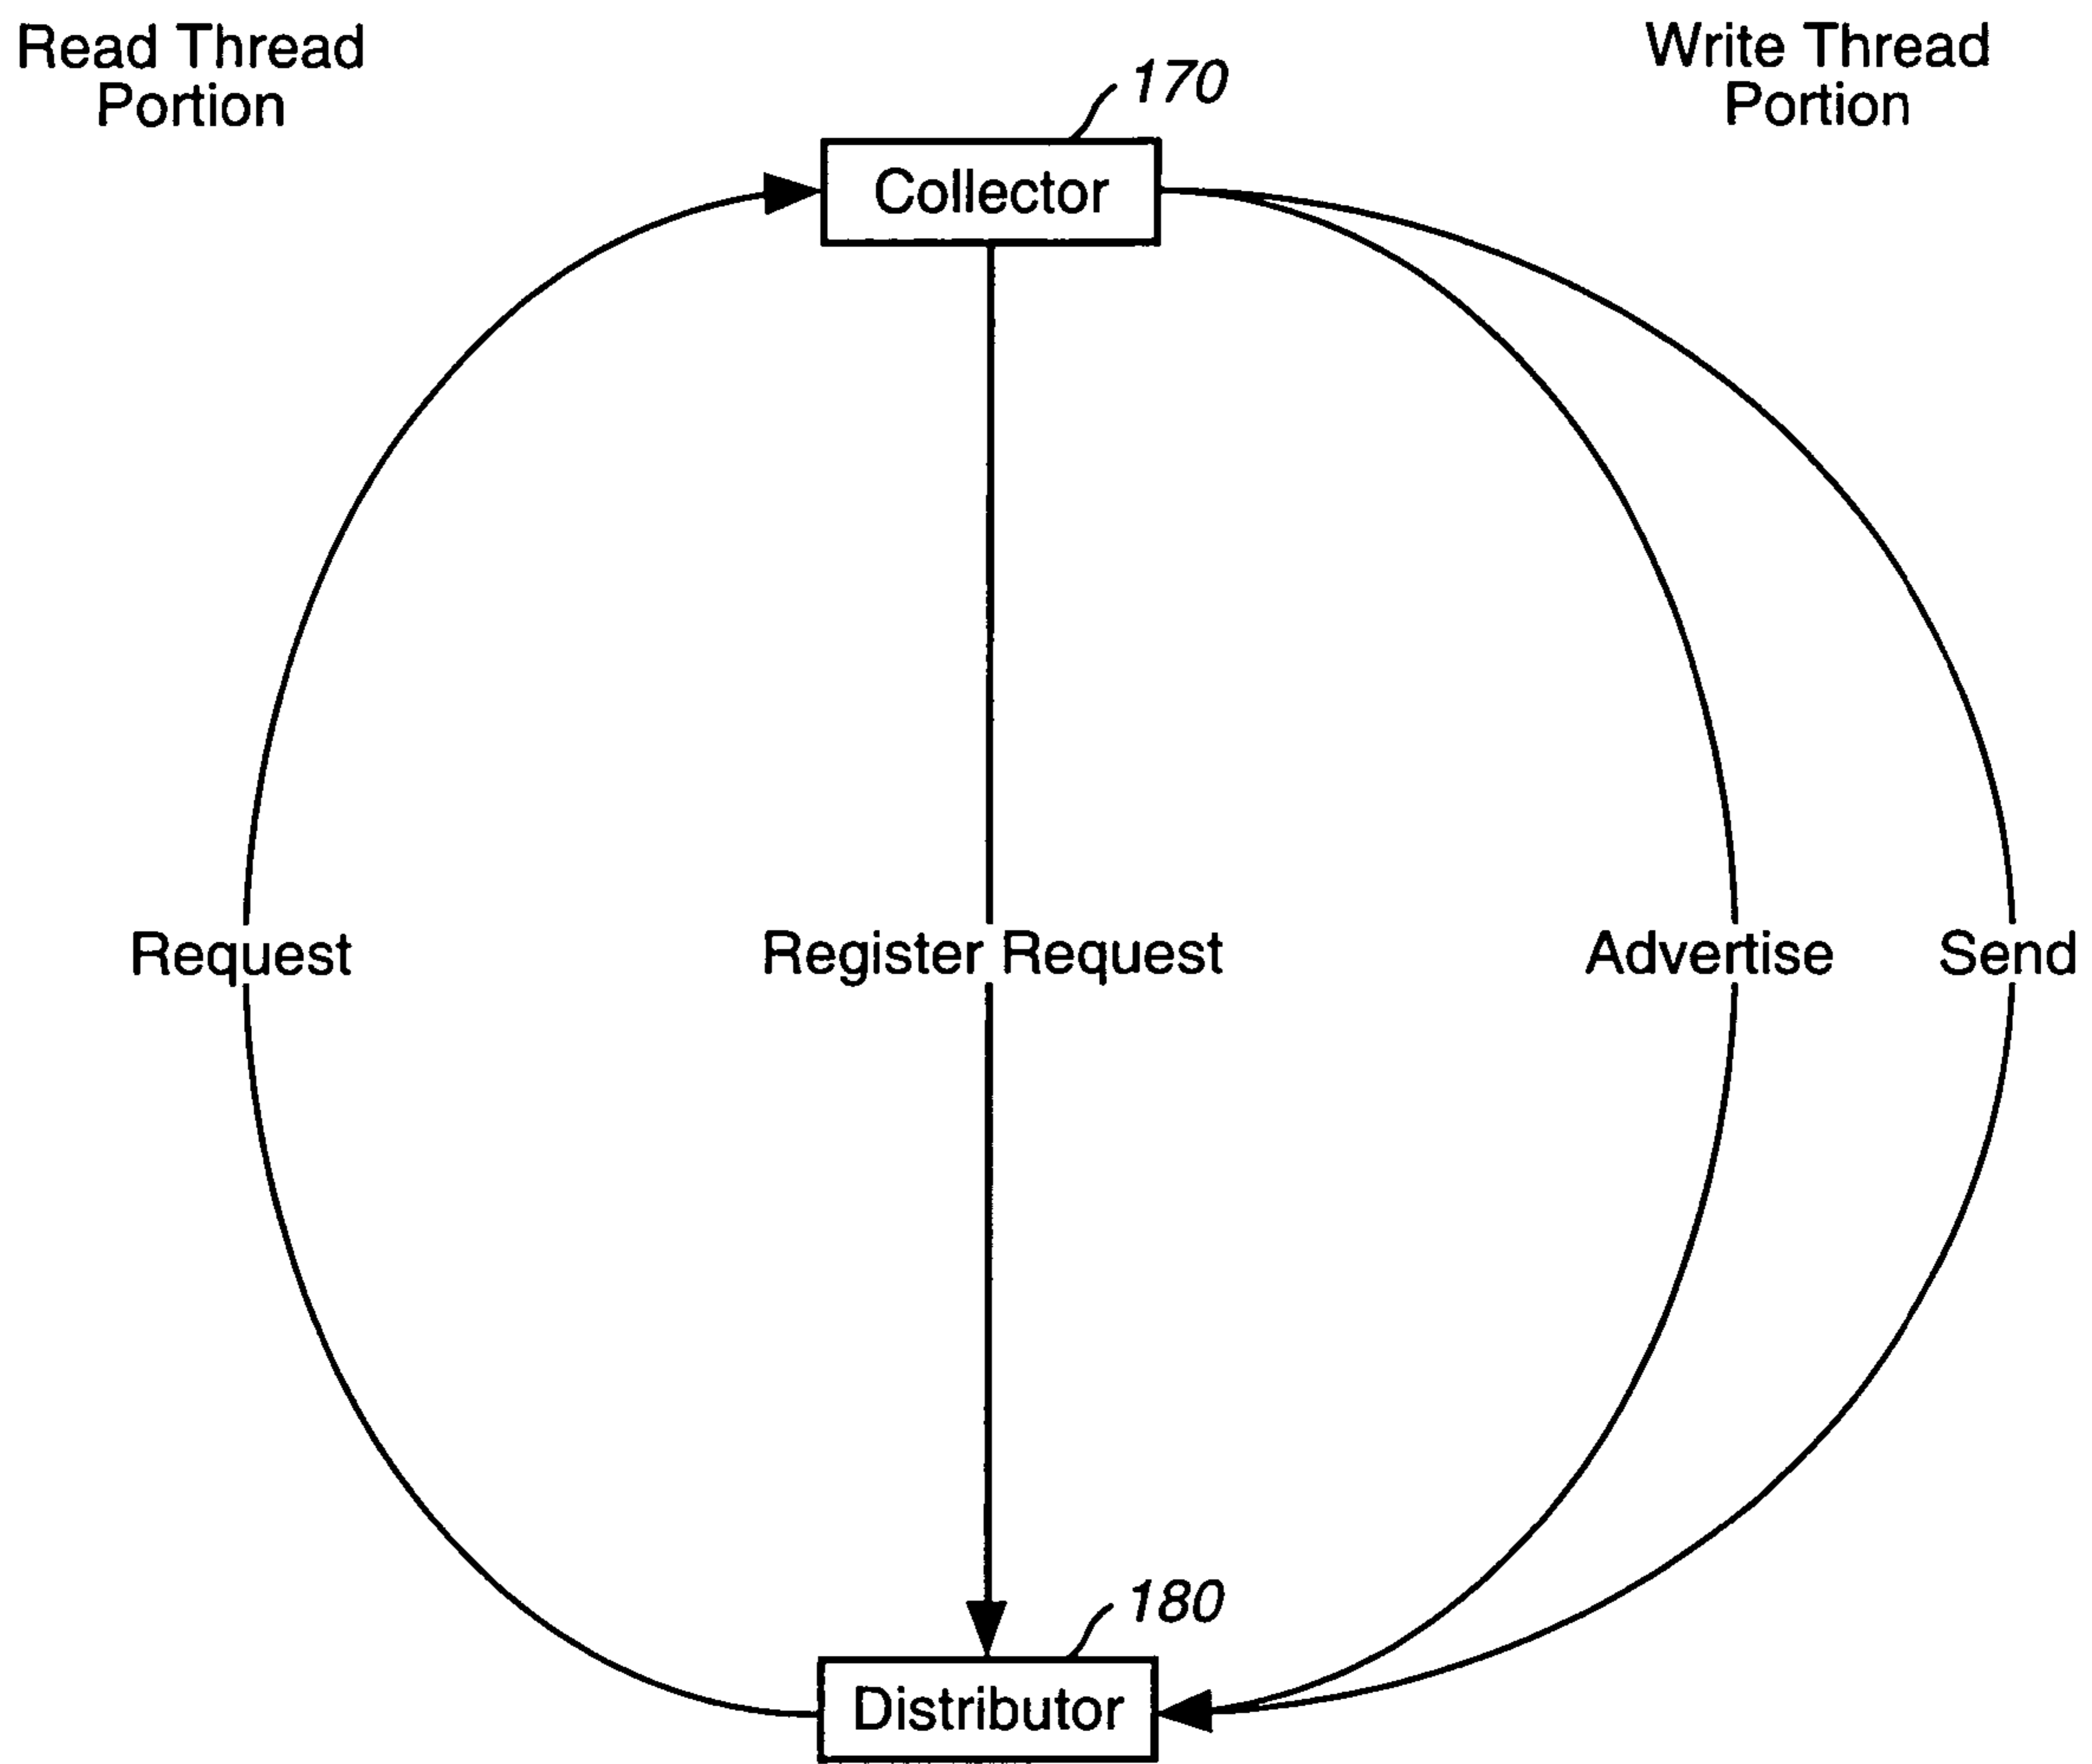 Read Thread
Portion
Write Thread
Portion
170
Collector
Request
Register Request
Advertise
Send
180
Distributor